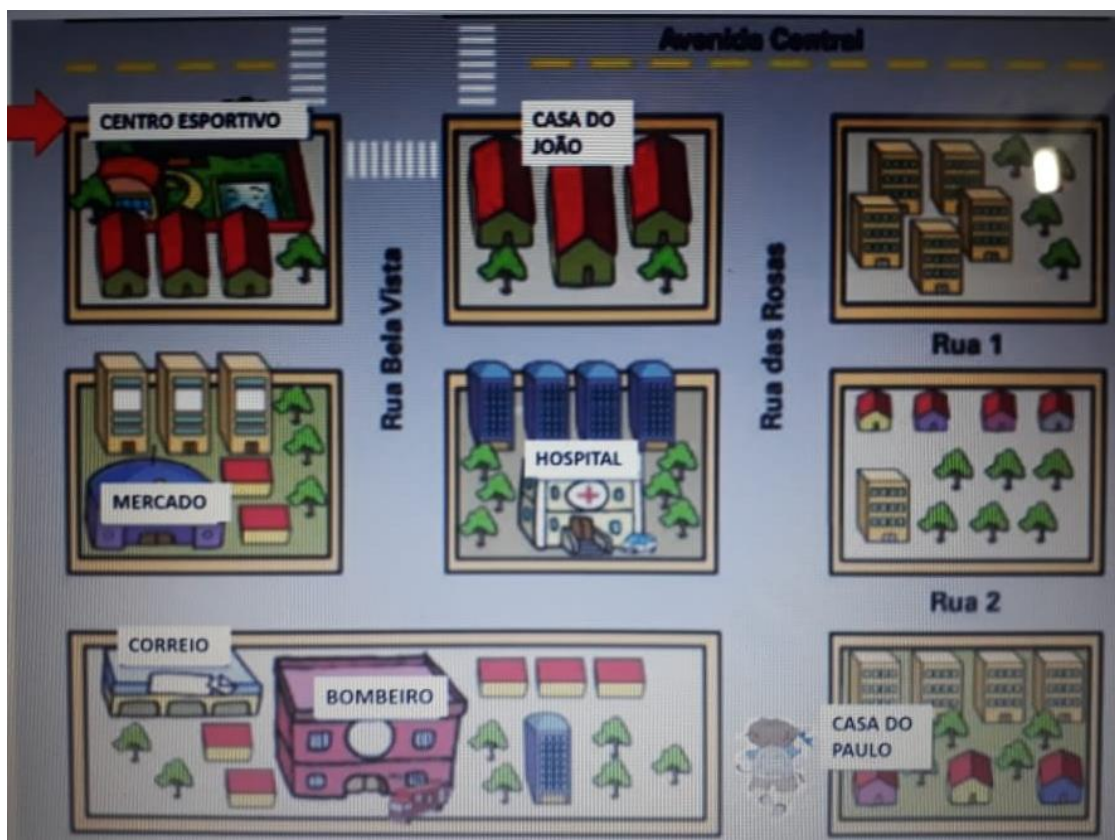 Avenida Central
CENTRO ESPORTIVO
CASA DO
JOÃO
Rua Bela Vista
Rua das Rosas
Rua 1
HOSPITAL
MERCADO
Rua 2
CORREIO
BOMBEIRO
CASA DO
PAULO